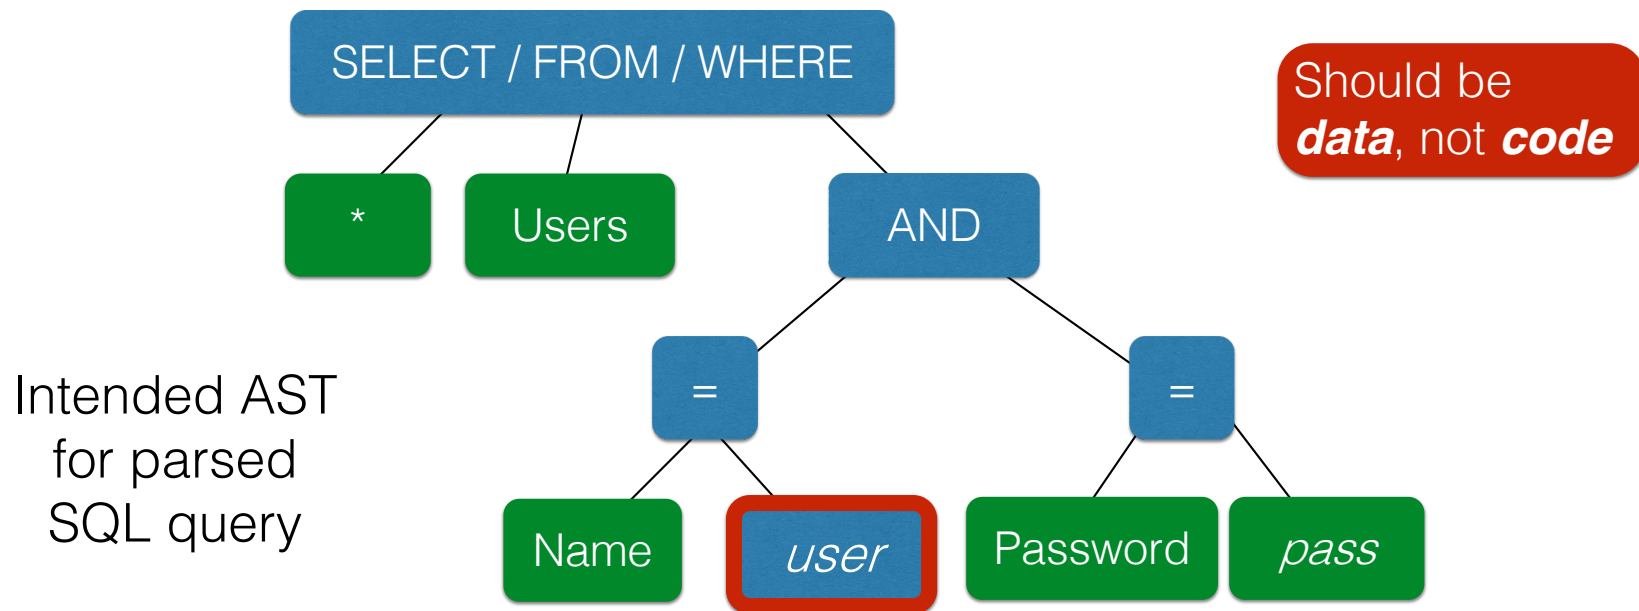 SELECT / FROM / WHERE
Should be
data, not code
*
Users
AND
Intended AST
for parsed
SQL query
=
=
Name
user
Password
pass